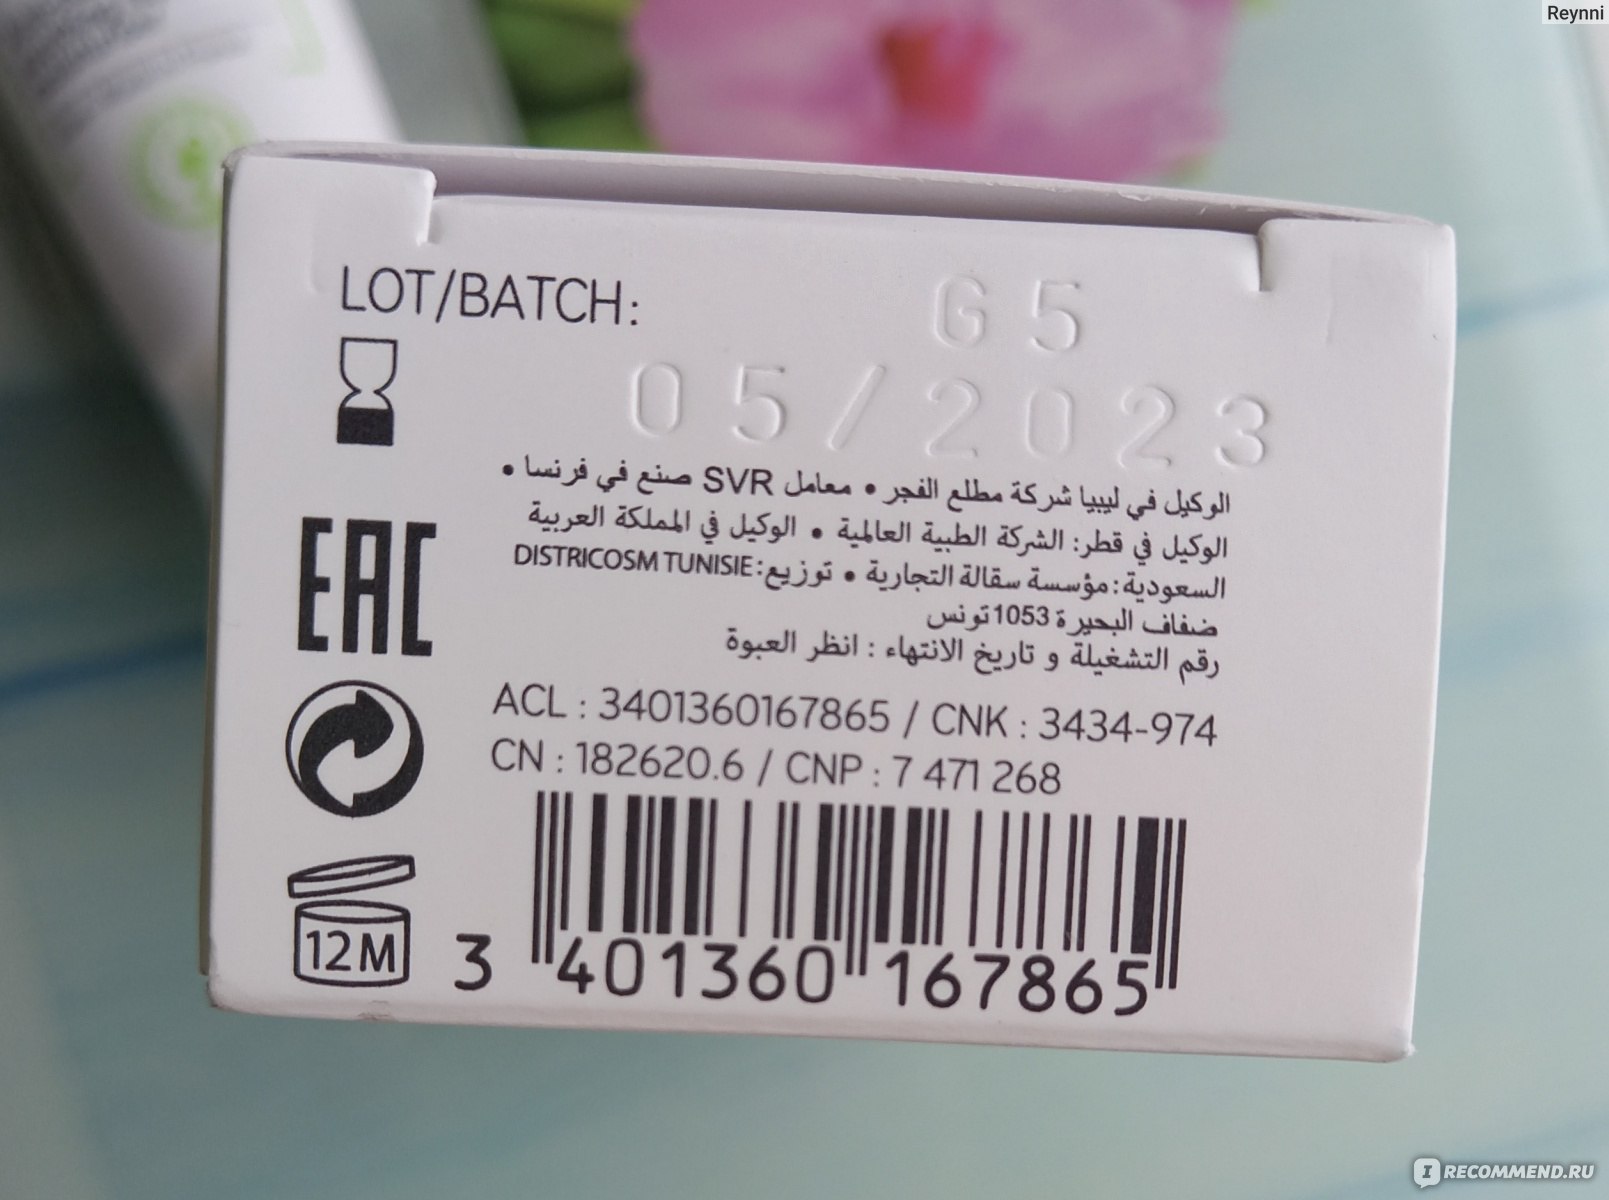 Reynni
LOT/BATCH: G5
05/2023
الوكيل في ليبيا شركة مطلع الفجر • معامل SVR صنع في فرنسا •
الوكيل في قطر: الشركة الطبية العالمية • الوكيل في المملكة العربية
السعودية: مؤسسة سقالة التجارية • توزيع: DISTRICOSM TUNISIE
ضفاف البحيرة 1053 تونس
رقم التشغيلة و تاريخ الانتهاء : انظر العبوة
EAC
ACL : 3401360167865 / CNK : 3434-974
CN : 182620.6 / CNP : 7 471 268
12M
3 401360 167865
IRECOMMEND.RU